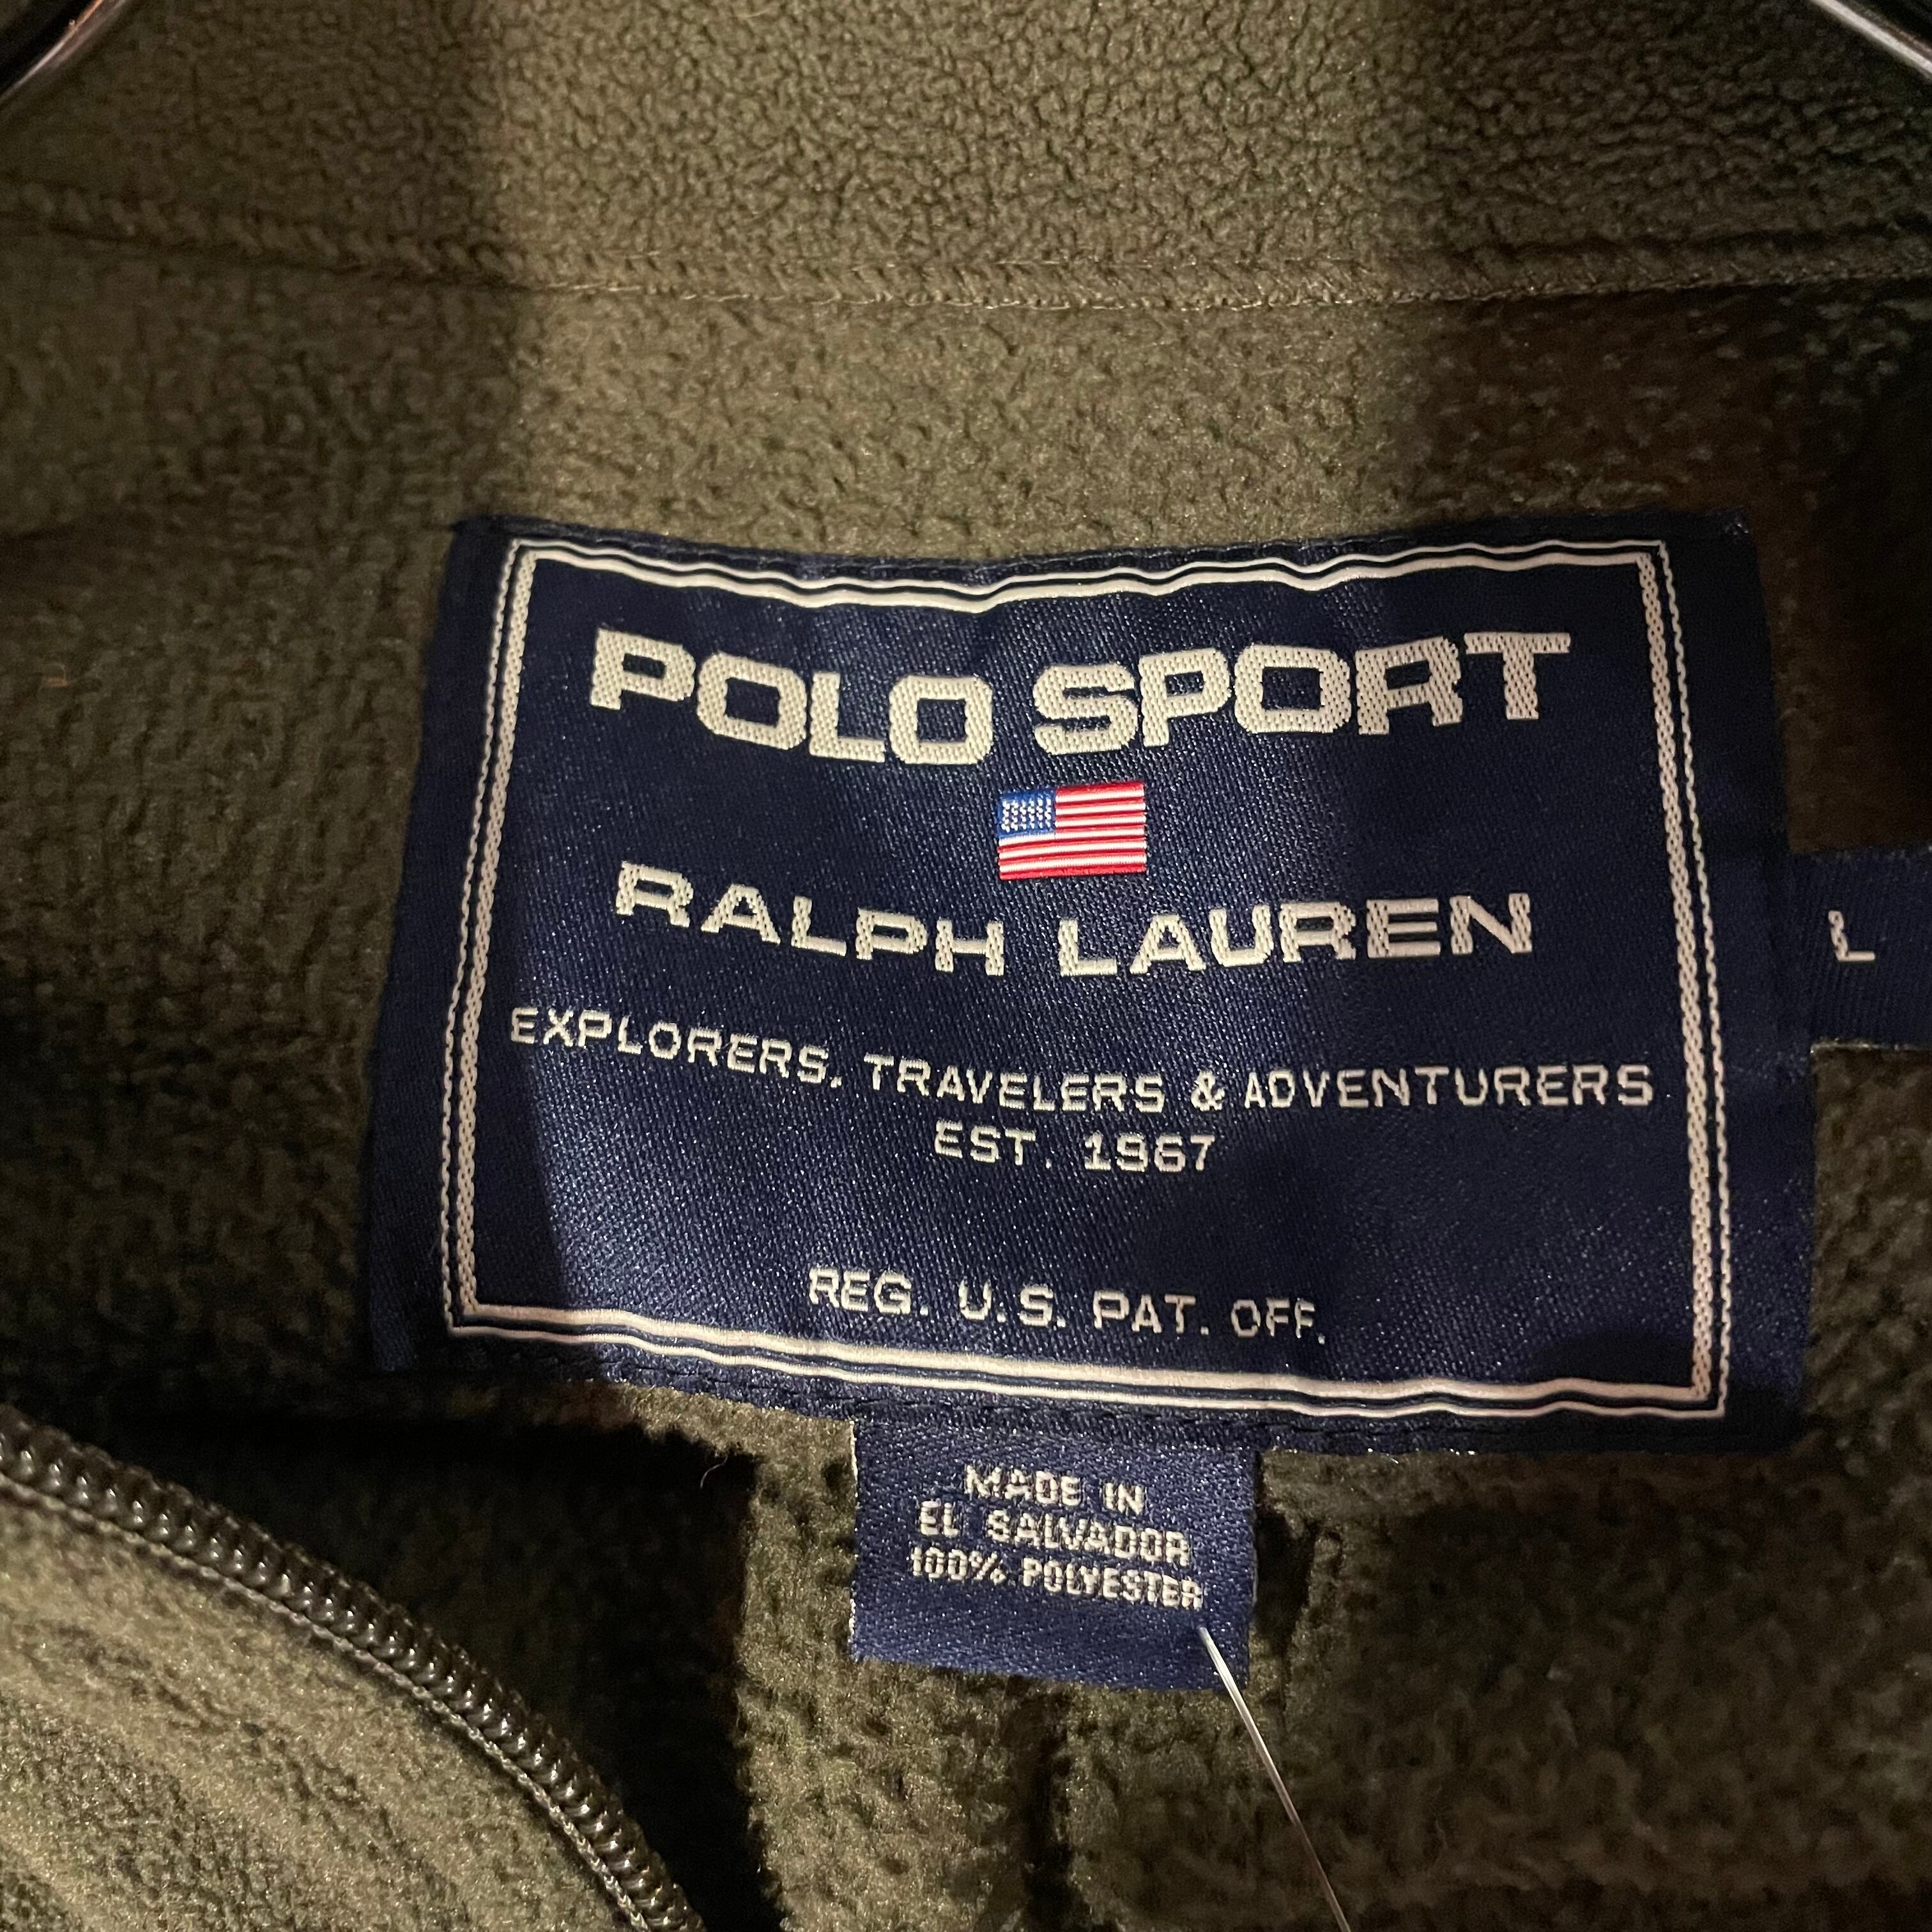 POLO SPORT
RALPH LAUREN
EXPLORERS, TRAVELERS & ADVENTURERS
EST. 1967
REG. U.S. PAT. OFF.
L
MADE IN
EL SALVADOR
100% POLYESTER